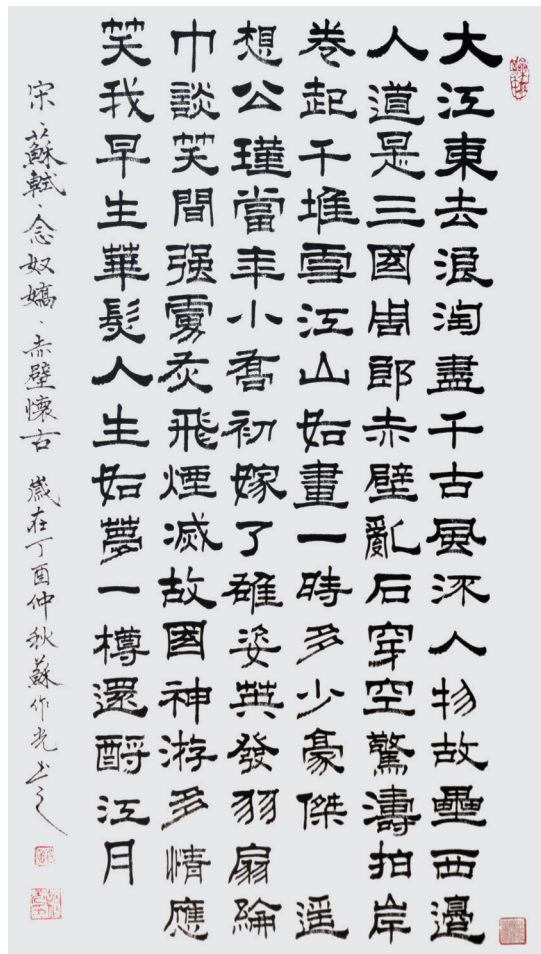 大江東去浪淘盡千古風流人物故壘西邊
人道是三國周郎赤壁亂石穿空驚濤拍岸
卷起千堆雪江山如畫一時多少豪傑 遥
想公瑾當年小喬初嫁了雄姿英發羽扇綸
巾談笑間强虜灰飛煙滅故國神游多情應
笑我早生華髮人生如夢一樽還酹江月
宋、蘇軾、念奴嬌、赤壁懷古 歲在丁酉仲秋蘇作光书之